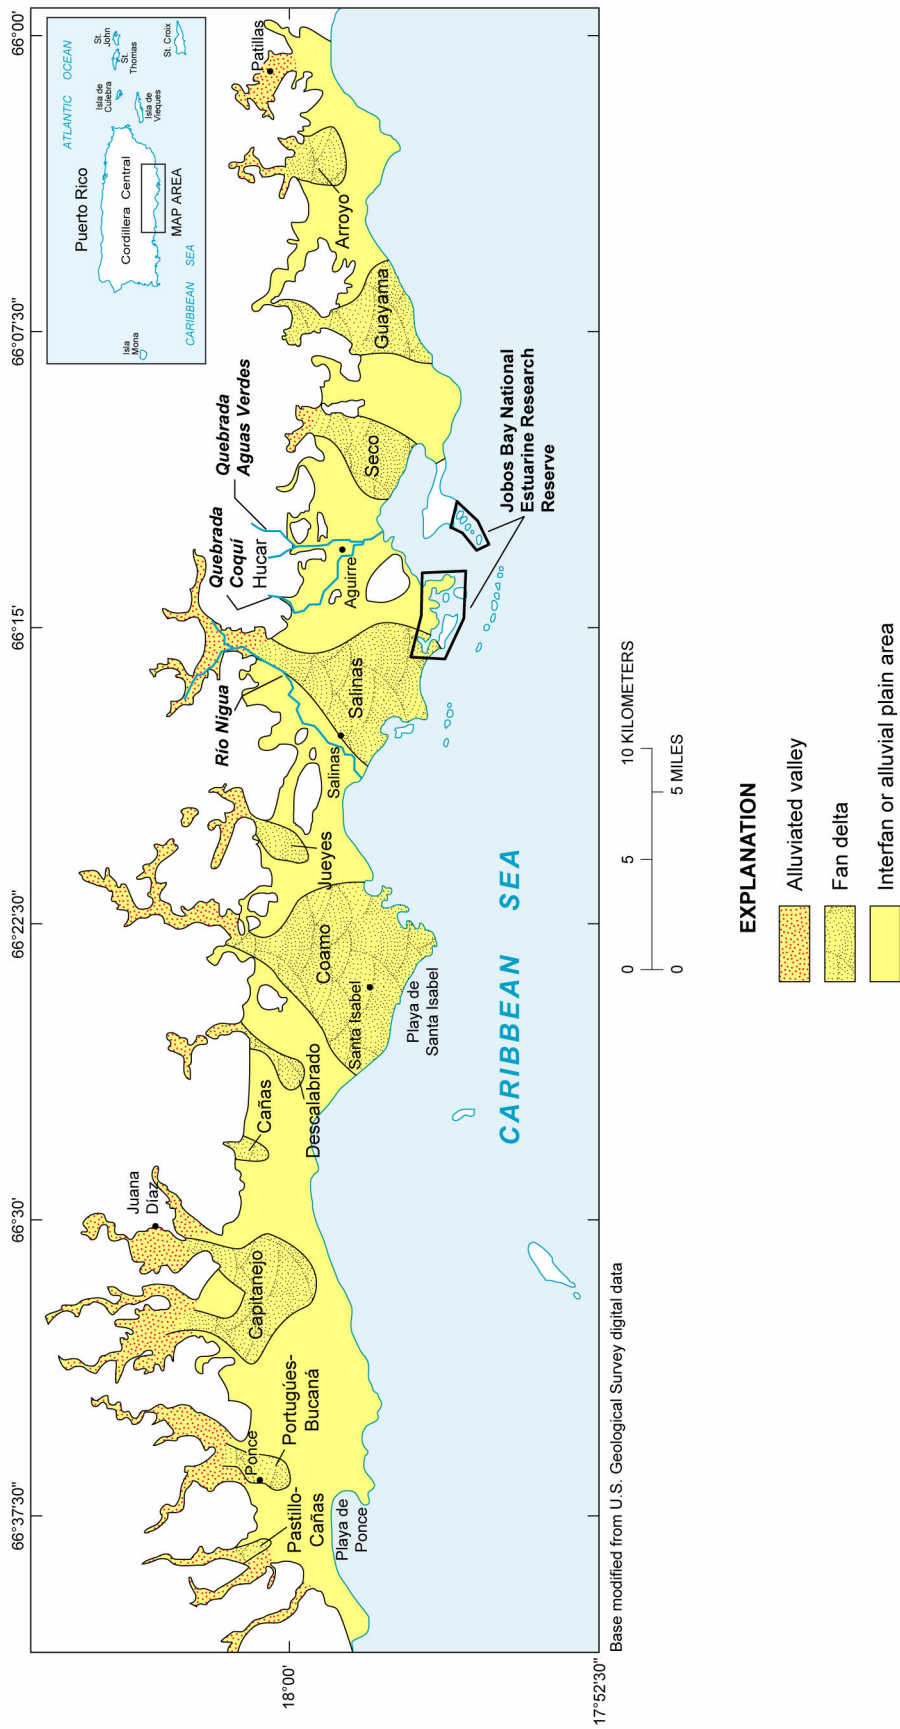 66°37'30"
66°30'
66°22'30"
66°15'
66°07'30"
66°00'
18°00'
17°52'30"
Puerto Rico
ATLANTIC OCEAN
Isla
Mona
Cordillera Central
MAP AREA
CARIBBEAN SEA
Isla de
Culebra
Isla de
Vieques
St.
John
St.
Thomas
St. Croix
Juana
Díaz
Ponce
Portugúes-
Bucaná
Pastillo-
Cañas
Playa de
Ponce
Capitanejo
Cañas
Descalabrado
Coamo
Santa Isabel
Playa de
Santa Isabel
Jueyes
Río Nigua
Salinas
Salinas
Quebrada
Coquí
Hucar
Quebrada
Aguas Verdes
Aguirre
Seco
Guayama
Arroyo
Patillas
Jobos Bay National
Estuarine Research
Reserve
CARIBBEAN SEA
Base modified from U.S. Geological Survey digital data
0 5 10 KILOMETERS
0 5 MILES
EXPLANATION
Alluviated valley
Fan delta
Interfan or alluvial plain area